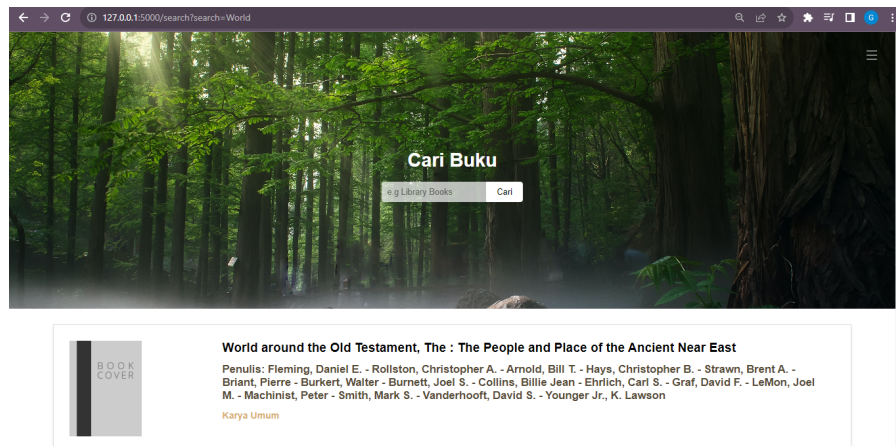 127.0.0.1:5000/search?search=World
G
Cari Buku
e.g Library Books
Cari
BOOK
COVER
World around the Old Testament, The : The People and Place of the Ancient Near East
Penulis: Fleming, Daniel E. - Rollston, Christopher A. - Arnold, Bill T. - Hays, Christopher B. - Strawn, Brent A. -
Briant, Pierre - Burkert, Walter - Burnett, Joel S. - Collins, Billie Jean - Ehrlich, Carl S. - Graf, David F. - LeMon, Joel
M. - Machinist, Peter - Smith, Mark S. - Vanderhooft, David S. - Younger Jr., K. Lawson
Karya Umum